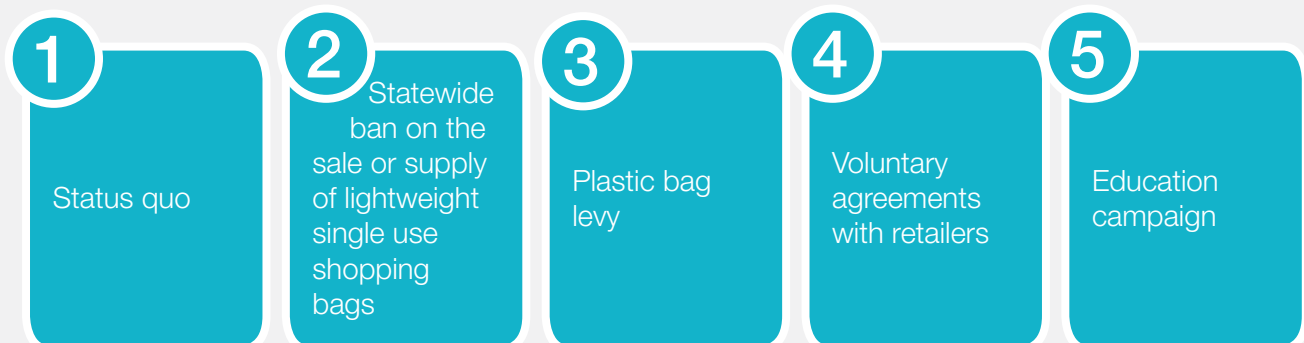 1
Status quo
2
Statewide
ban on the
sale or supply
of lightweight
single use
shopping
bags
3
Plastic bag
levy
4
Voluntary
agreements
with retailers
5
Education
campaign